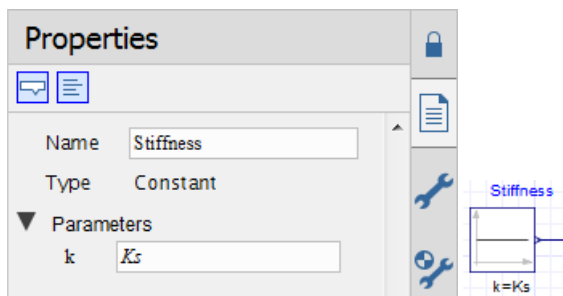 Properties
Name Stiffness
Type Constant
Parameters
k Ks
Stiffness
k=Ks